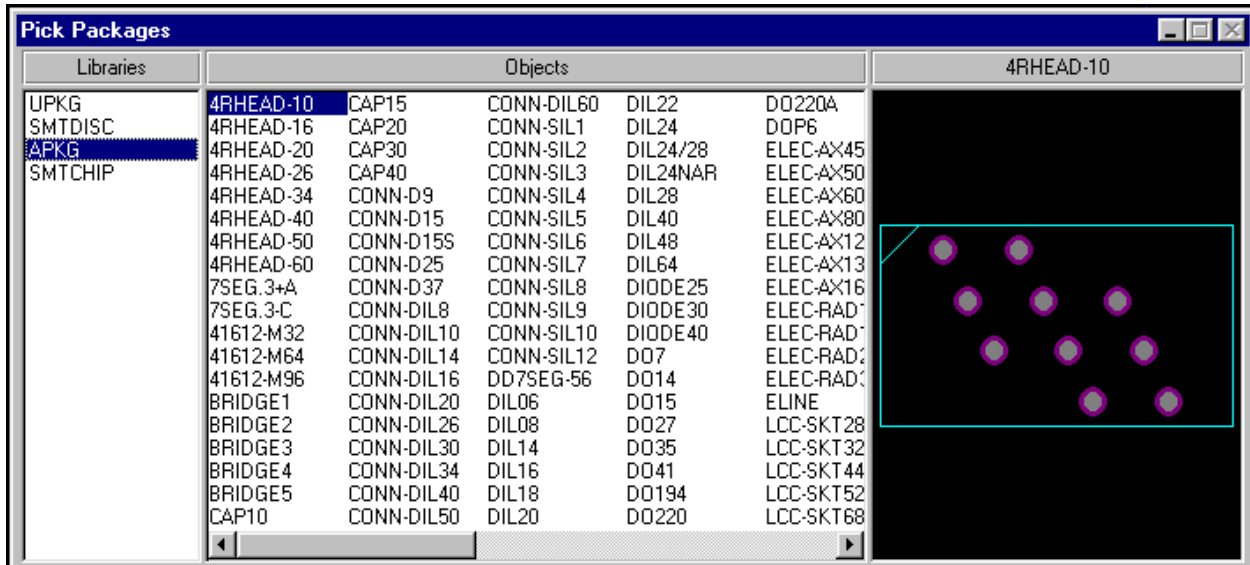 Pick Packages
Libraries Objects 4RHEAD-10
UPKG 4RHEAD-10 CAP15 CONN-DIL60 DIL22 DO220A
SMTDISC 4RHEAD-16 CAP20 CONN-SIL1 DIL24 DOP6
APKG 4RHEAD-20 CAP30 CONN-SIL2 DIL24/28 ELEC-AX45
SMTCHIP 4RHEAD-26 CAP40 CONN-SIL3 DIL24NAR ELEC-AX50
4RHEAD-34 CONN-D9 CONN-SIL4 DIL28 ELEC-AX60
4RHEAD-40 CONN-D15 CONN-SIL5 DIL40 ELEC-AX80
4RHEAD-50 CONN-D15S CONN-SIL6 DIL48 ELEC-AX12
4RHEAD-60 CONN-D25 CONN-SIL7 DIL64 ELEC-AX13
7SEG.3+A CONN-D37 CONN-SIL8 DIODE25 ELEC-AX16
7SEG.3-C CONN-DIL8 CONN-SIL9 DIODE30
41612-M32 CONN-DIL10 CONN-SIL10 DIODE40
41612-M64 CONN-DIL14 CONN-SIL12 DO7
41612-M96 CONN-DIL16 DD7SEG-56 DO14
BRIDGE1 CONN-DIL20 DIL06 DO15 ELINE
BRIDGE2 CONN-DIL26 DIL08 DO27 LCC-SKT28
BRIDGE3 CONN-DIL30 DIL14 DO35 LCC-SKT32
BRIDGE4 CONN-DIL34 DIL16 DO41 LCC-SKT44
BRIDGE5 CONN-DIL40 DIL18 DO194 LCC-SKT52
CAP10 CONN-DIL50 DIL20 DO220 LCC-SKT68